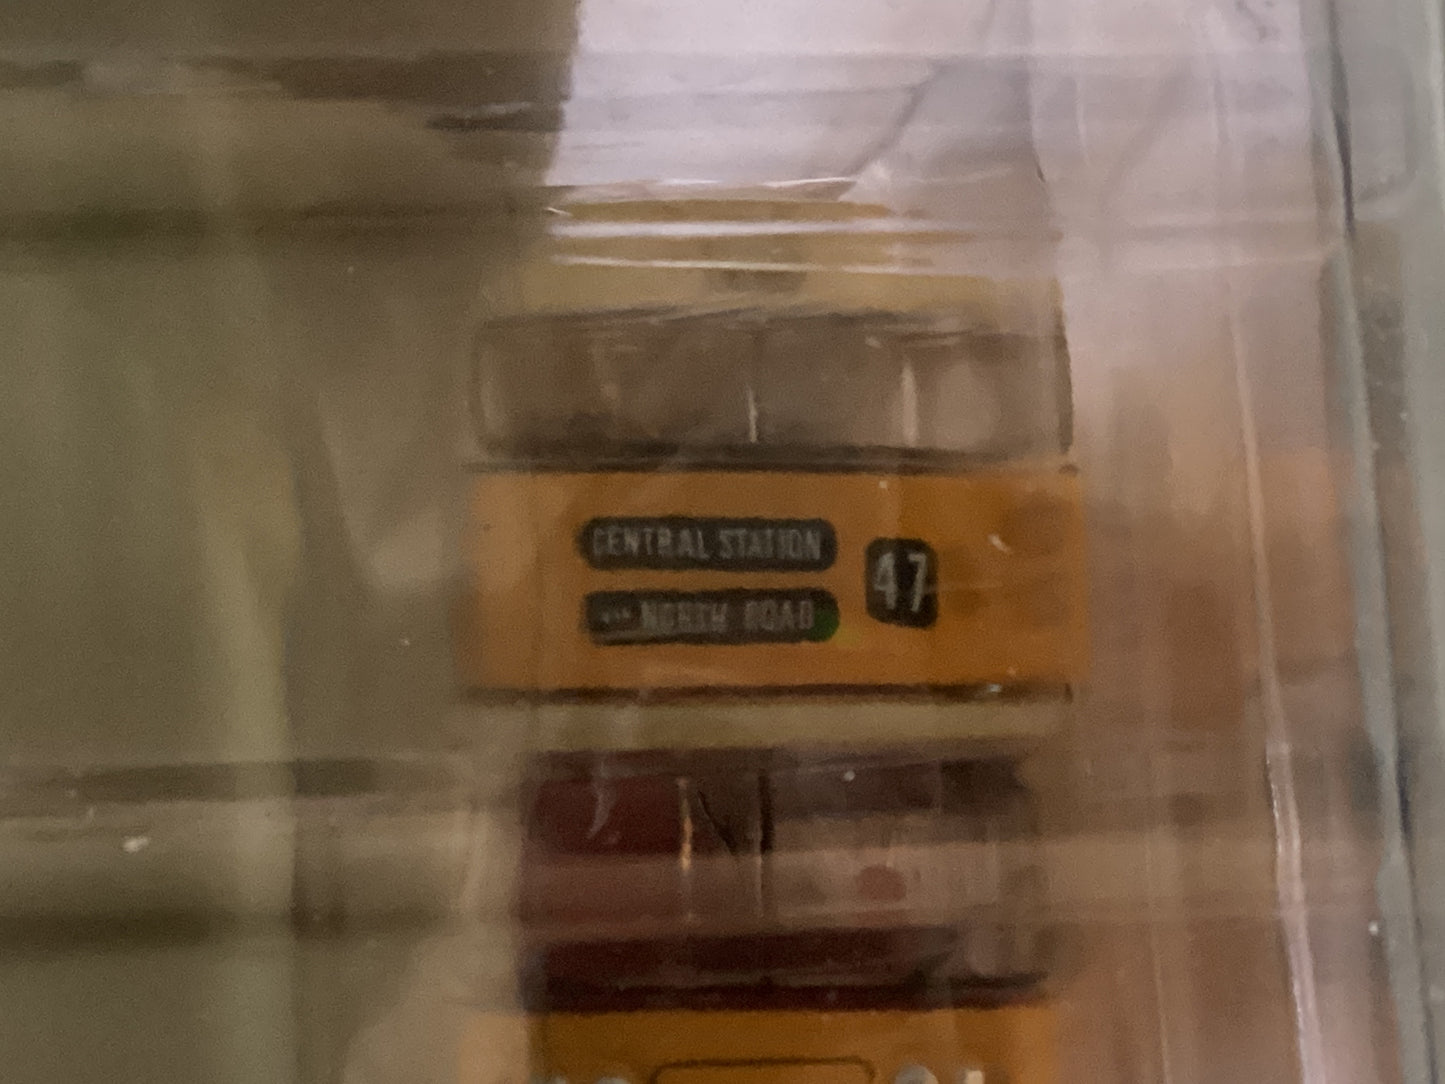 CENTRAL STATION
NORTH ROAD
47